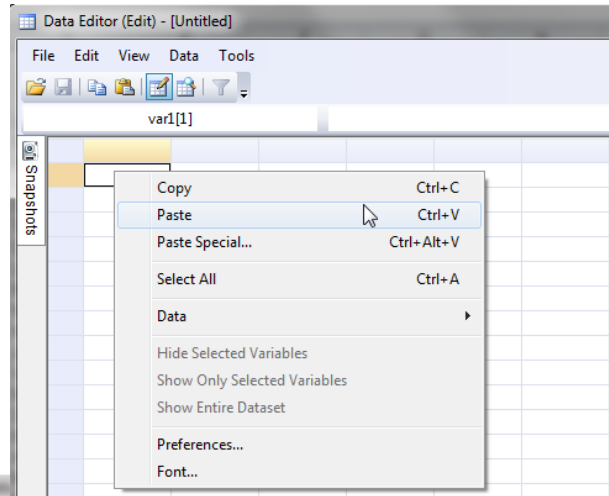 Data Editor (Edit) - [Untitled]
File Edit View Data Tools
var1[1]
Snapshots
Copy Ctrl+C
Paste Ctrl+V
Paste Special... Ctrl+Alt+V
Select All Ctrl+A
Data
Hide Selected Variables
Show Only Selected Variables
Show Entire Dataset
Preferences...
Font...